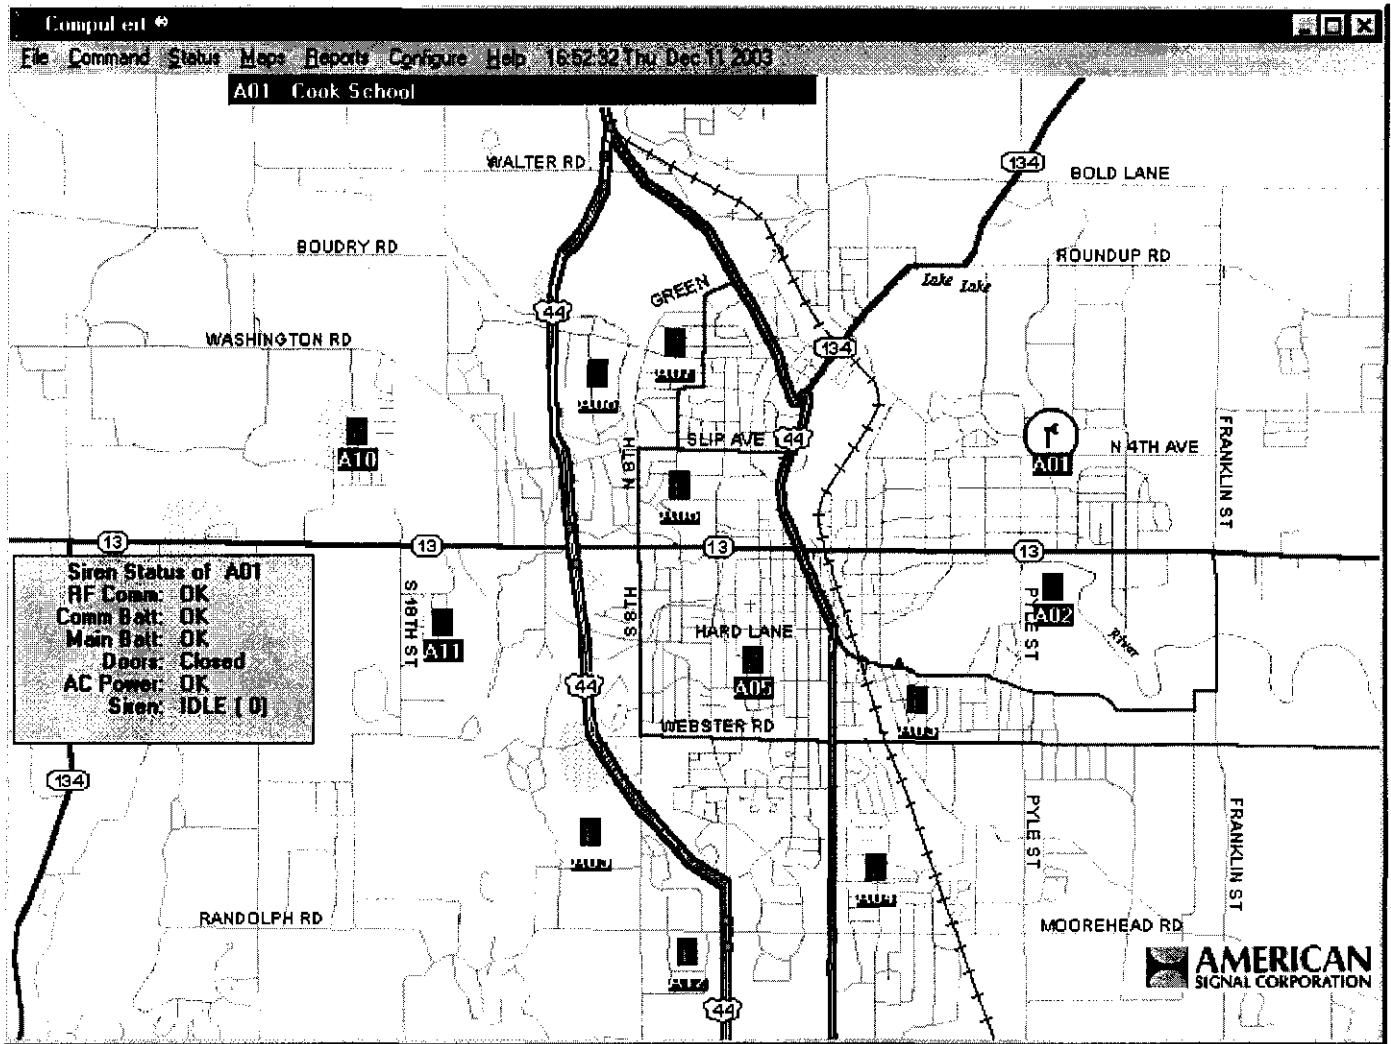 Compulert ®
File Command Status Maps Reports Configure Help 16:52:32 Thu Dec 11 2003
A01 Cook School
WALTER RD
134
BOLD LANE
BOUDRY RD
ROUNDUP RD
Lake Lake
GREEN
44
WASHINGTON RD
134
A10
N 8TH
SLIP AVE
44
A01
N 4TH AVE
FRANKLIN ST
13
13
13
13
Siren Status of A01
RF Comm: OK
Comm Batt: OK
Main Batt: OK
Doors: Closed
AC Power: OK
Siren: IDLE [ 0]
S 18TH ST
A11
S 8TH
HARD LANE
A05
PYLE ST
A02
River
44
WEBSTER RD
134
PYLE ST
FRANKLIN ST
RANDOLPH RD
MOOREHEAD RD
44
AMERICAN
SIGNAL CORPORATION